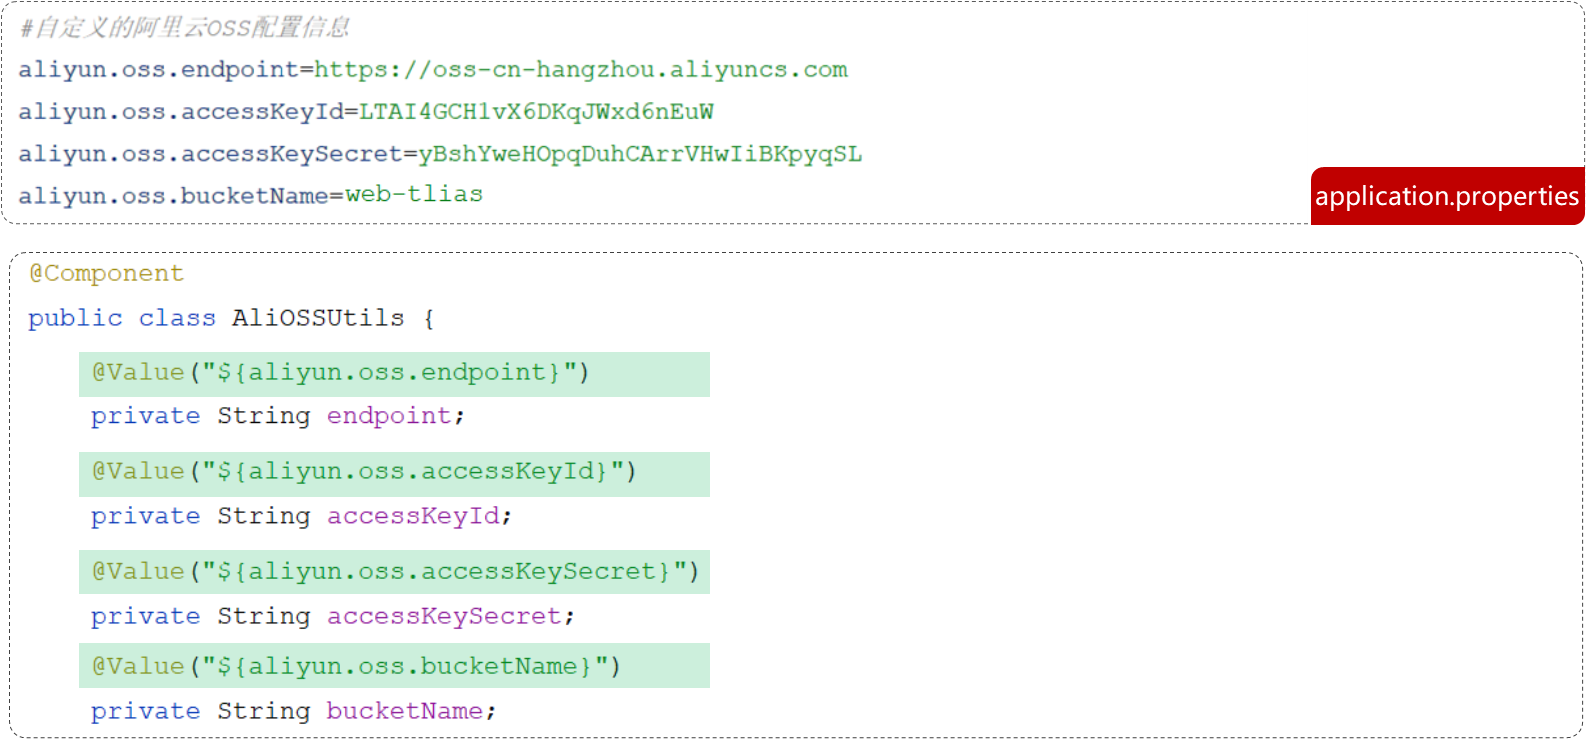 #自定义的阿里云OSS配置信息
aliyun.oss.endpoint=https://oss-cn-hangzhou.aliyuncs.com
aliyun.oss.accessKeyId=LTAI4GCH1vX6DKqJWxd6nEuW
aliyun.oss.accessKeySecret=yBshYweHOpqDuhCArrVHwIiBKpyqSL
aliyun.oss.bucketName=web-tlias
application.properties
@Component
public class AliOSSUtils {
@Value("${aliyun.oss.endpoint}")
private String endpoint;
@Value("${aliyun.oss.accessKeyId}")
private String accessKeyId;
@Value("${aliyun.oss.accessKeySecret}")
private String accessKeySecret;
@Value("${aliyun.oss.bucketName}")
private String bucketName;